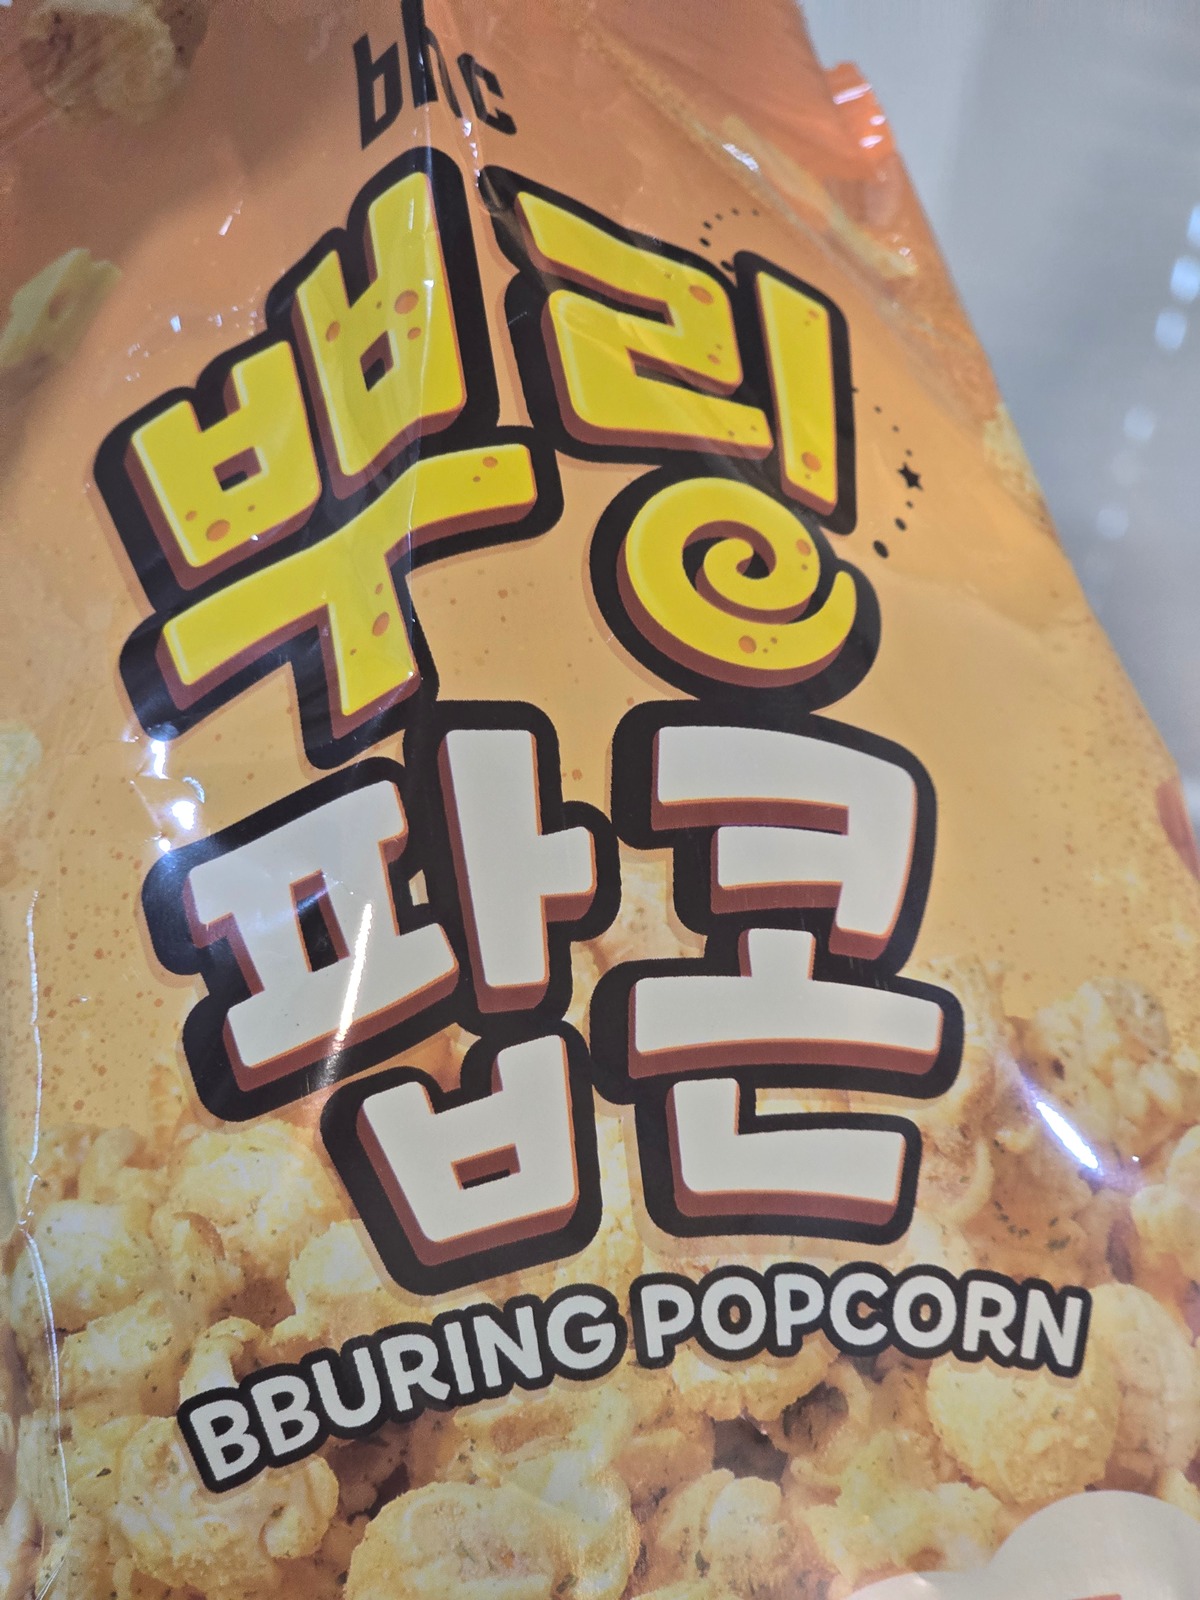 bhc
뿌링
팝콘
BBURING POPCORN